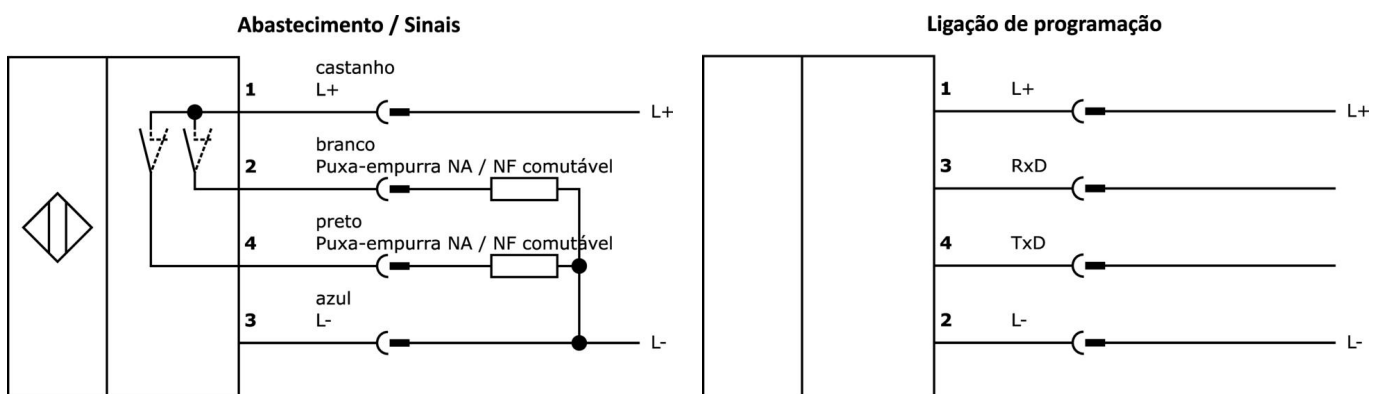 Abastecimento / Sinais
castanho
1 L+
L+
branco
2 Puxa-empurra NA / NF comutável
preto
4 Puxa-empurra NA / NF comutável
azul
3 L-
L-
Ligação de programação
1 L+
L+
3 RxD
4 TxD
2 L-
L-